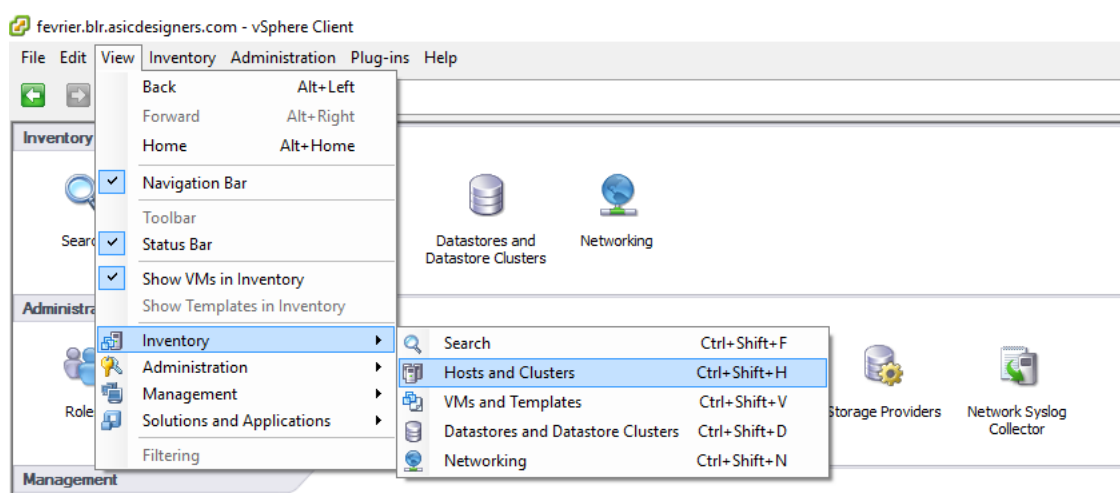 fevrier.blr.asicdesigners.com - vSphere Client
File Edit View Inventory Administration Plug-ins Help
Back Alt+Left
Forward Alt+Right
Home Alt+Home
Inventory
Navigation Bar
Toolbar
Status Bar
Show VMs in Inventory
Show Templates in Inventory
Datastores and
Datastore Clusters
Networking
Inventory
Administration
Management
Solutions and Applications
Filtering
Search Ctrl+Shift+F
Hosts and Clusters Ctrl+Shift+H
VMs and Templates Ctrl+Shift+V
Datastores and Datastore Clusters Ctrl+Shift+D
Networking Ctrl+Shift+N
Storage Providers
Network Syslog
Collector
Management